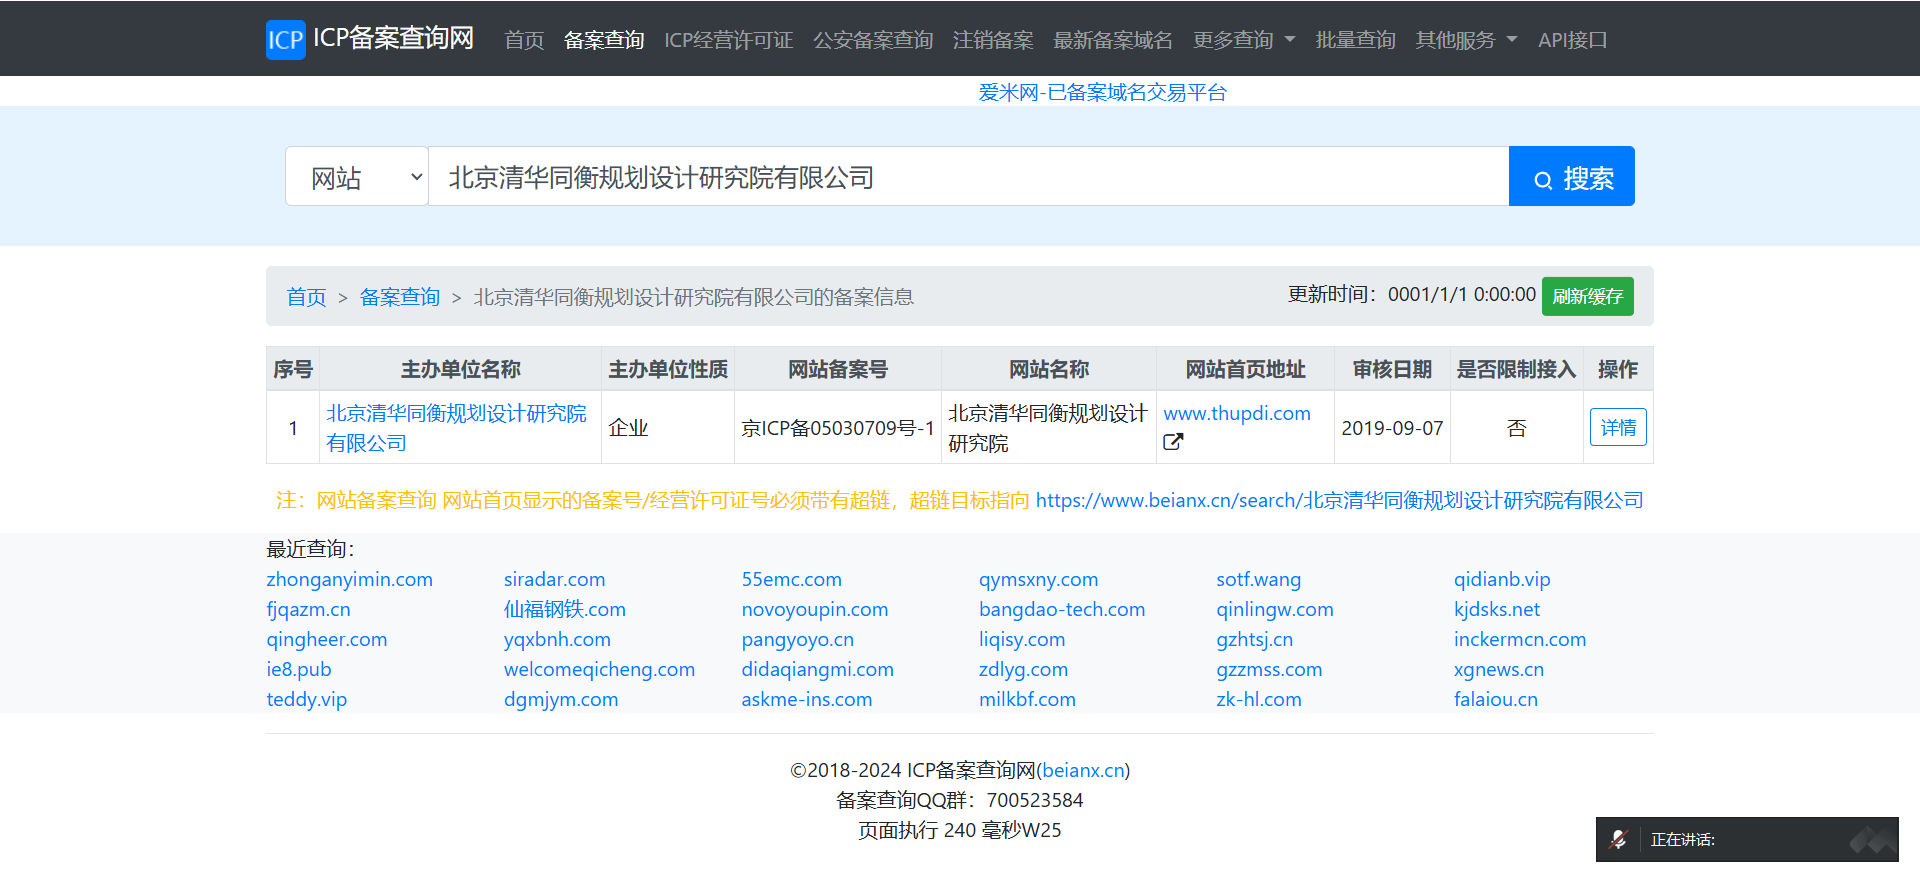 ICP ICP备案查询网 首页 备案查询 ICP经营许可证 公安备案查询 注销备案 最新备案域名 更多查询 批量查询 其他服务 API接口
爱米网-已备案域名交易平台
网站 北京清华同衡规划设计研究院有限公司 搜索
首页 > 备案查询 > 北京清华同衡规划设计研究院有限公司的备案信息 更新时间：0001/1/1 0:00:00 刷新缓存
序号 主办单位名称 主办单位性质 网站备案号 网站名称 网站首页地址 审核日期 是否限制接入 操作
1 北京清华同衡规划设计研究院有限公司 企业 京ICP备05030709号-1 北京清华同衡规划设计研究院 www.thupdi.com 2019-09-07 否 详情
注：网站备案查询 网站首页显示的备案号/经营许可证号必须带有超链，超链目标指向 https://www.beianx.cn/search/北京清华同衡规划设计研究院有限公司
最近查询：
zhonganyimin.com siradar.com 55emc.com qymsxny.com sotf.wang qidianb.vip
fjqazm.cn 仙福钢铁.com novoyoupin.com bangdao-tech.com qinlingw.com kjdsks.net
qingheer.com yqxbnh.com pangyoyo.cn liqisy.com gzhtsj.cn inckermcn.com
ie8.pub welcomeqicheng.com didaqiangmi.com zdlyg.com gzzmss.com xgnews.cn
teddy.vip dgmjym.com askme-ins.com milkbf.com zk-hl.com falaiou.cn
©2018-2024 ICP备案查询网(beianx.cn)
备案查询QQ群：700523584
页面执行 240 毫秒W25
正在讲话: